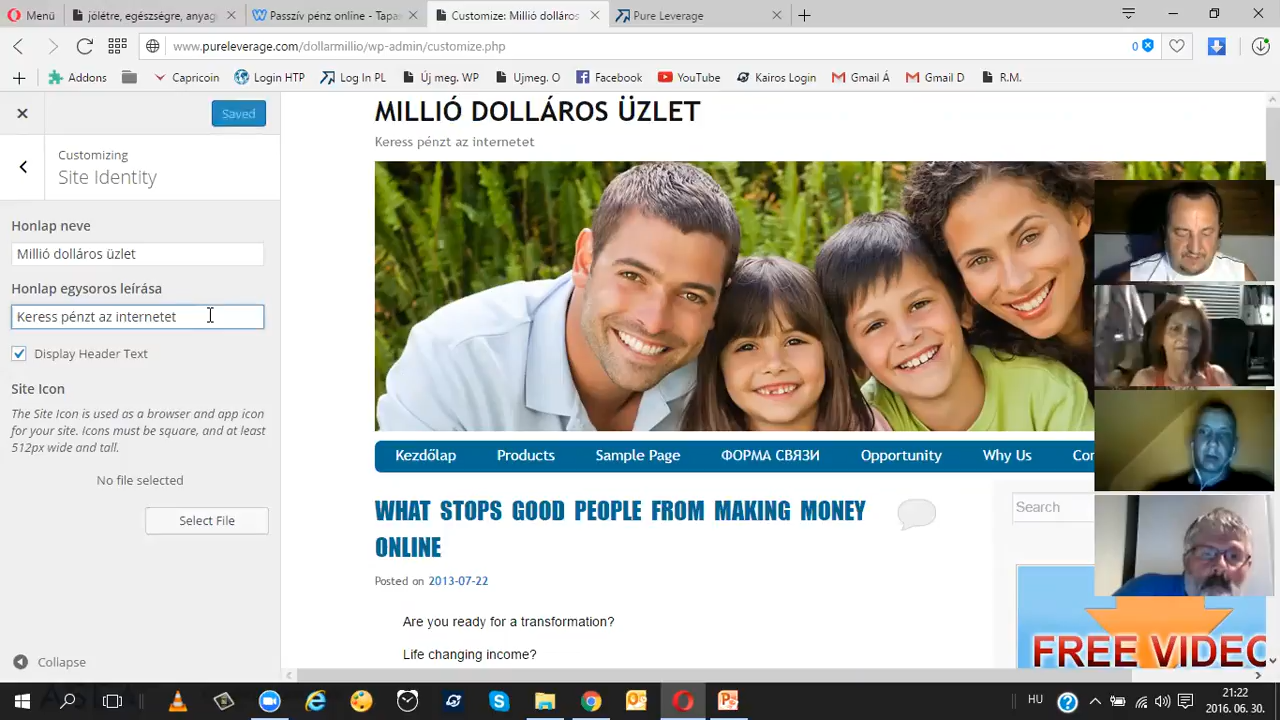 Menü
jólétre, egészségre, anyag
Passzív pénz online - Tapas
Customize: Millió dolláros
Pure Leverage
www.pureleverage.com/dollarmillio/wp-admin/customize.php
0
Addons
Capricoin
Login HTP
Log In PL
Új meg. WP
Ujmeg. O
Facebook
YouTube
Kairos Login
Gmail Á
Gmail D
R.M.
Saved
Customizing
Site Identity
Honlap neve
Millió dolláros üzlet
Honlap egysoros leírása
Keress pénzt az internetet
Display Header Text
Site Icon
The Site Icon is used as a browser and app icon
for your site. Icons must be square, and at least
512px wide and tall.
No file selected
Select File
Collapse
MILLIÓ DOLLÁROS ÜZLET
Keress pénzt az internetet
Kezdőlap
Products
Sample Page
ФОРМА СВЯЗИ
Opportunity
Why Us
Cor
WHAT STOPS GOOD PEOPLE FROM MAKING MONEY
ONLINE
Posted on 2013-07-22
Are you ready for a transformation?
Life changing income?
Search
FREE VIDEO
HU
21:22
2016. 06. 30.